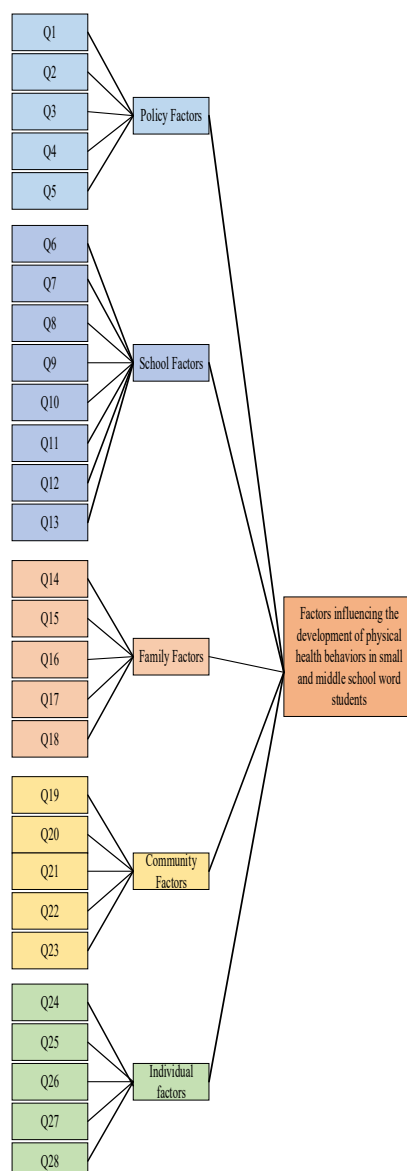 Q1
Q2
Q3
Q4
Q5
Policy Factors
Q6
Q7
Q8
Q9
Q10
Q11
Q12
Q13
School Factors
Q14
Q15
Q16
Q17
Q18
Family Factors
Q19
Q20
Q21
Q22
Q23
Community
Factors
Q24
Q25
Q26
Q27
Q28
Individual
factors
Factors influencing the
development of physical
health behaviors in small
and middle school word
students